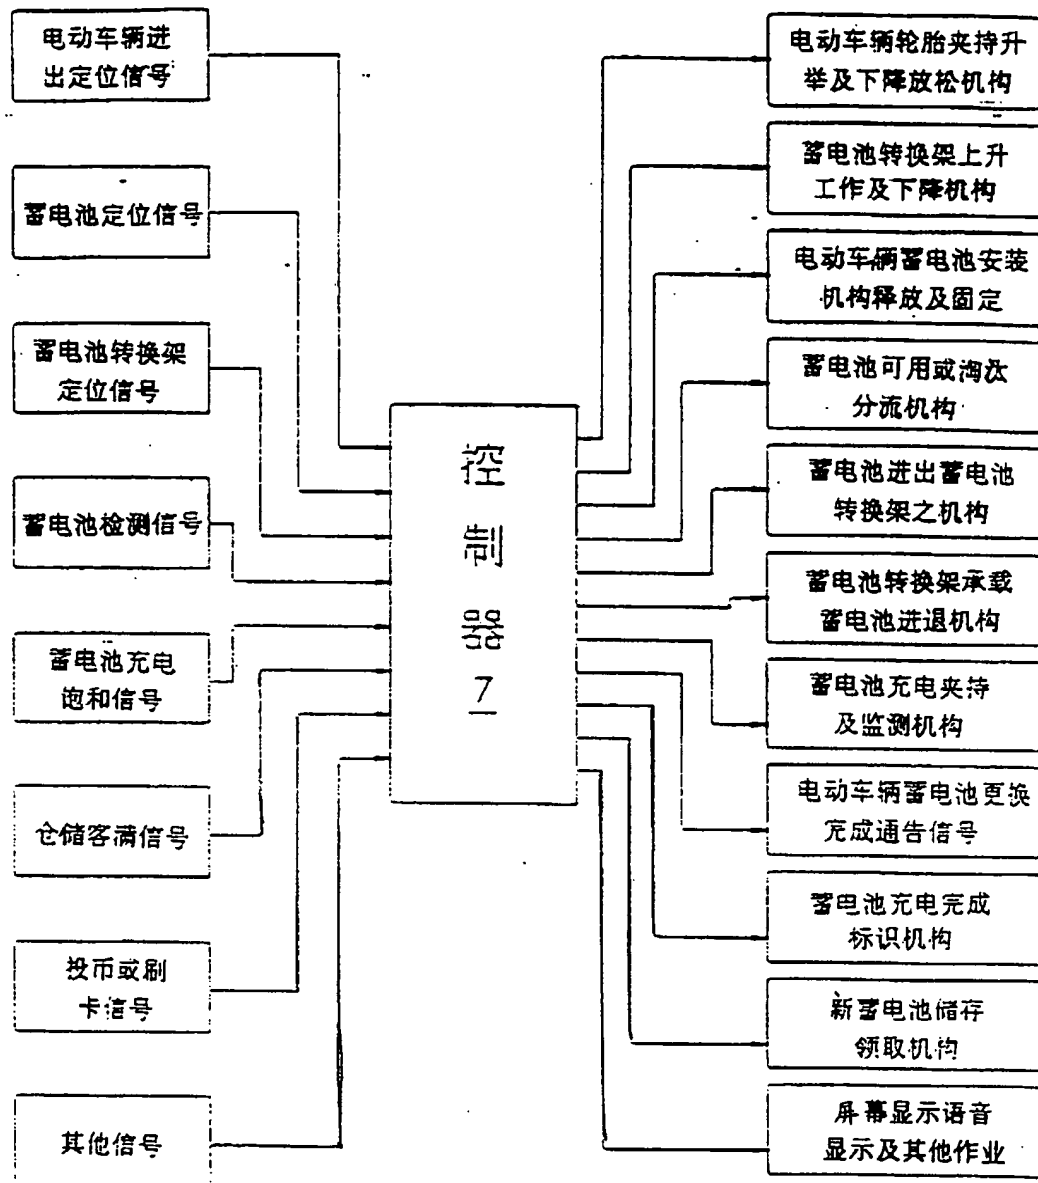 电动车辆进
出定位信号
蓄电池定位信号
蓄电池转换架
定位信号
蓄电池检测信号
蓄电池充电
饱和信号
仓储客满信号
投币或刷
卡信号
其他信号
控
制
器
7
电动车辆轮胎夹持升
举及下降放松机构
蓄电池转换架上升
工作及下降机构
电动车辆蓄电池安装
机构释放及固定
蓄电池可用或淘汰
分流机构
蓄电池进出蓄电池
转换架之机构
蓄电池转换架承载
蓄电池进退机构
蓄电池充电夹持
及监测机构
电动车辆蓄电池更换
完成通告信号
蓄电池充电完成
标识机构
新蓄电池储存
领取机构
屏幕显示语音
显示及其他作业